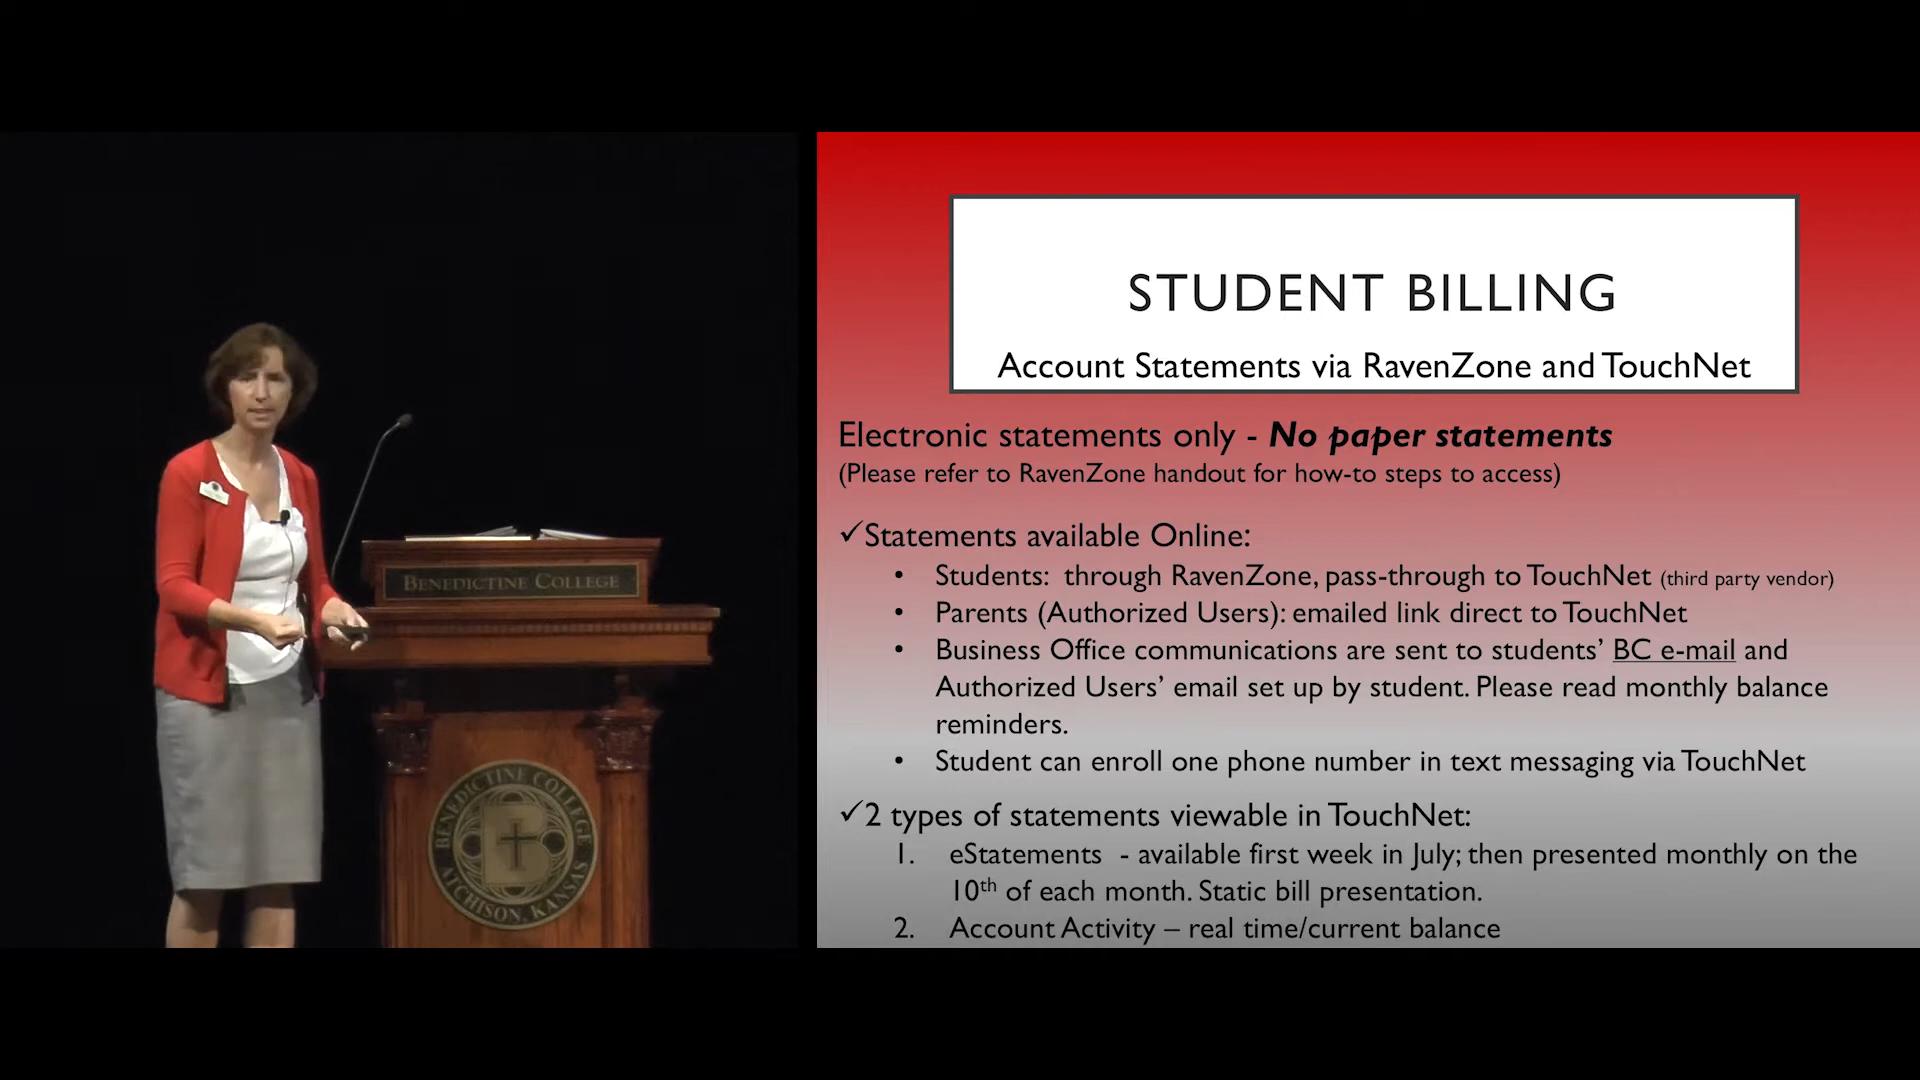 STUDENT BILLING
Account Statements via RavenZone and TouchNet
Electronic statements only - No paper statements
(Please refer to RavenZone handout for how-to steps to access)
✓Statements available Online:
• Students: through RavenZone, pass-through to TouchNet (third party vendor)
• Parents (Authorized Users): emailed link direct to TouchNet
• Business Office communications are sent to students’ BC e-mail and
Authorized Users’ email set up by student. Please read monthly balance
reminders.
• Student can enroll one phone number in text messaging via TouchNet
✓2 types of statements viewable in TouchNet:
1. eStatements - available first week in July; then presented monthly on the
10th of each month. Static bill presentation.
2. Account Activity – real time/current balance
BENEDICTINE COLLEGE
BENEDICTINE COLLEGE
ATCHISON, KANSAS